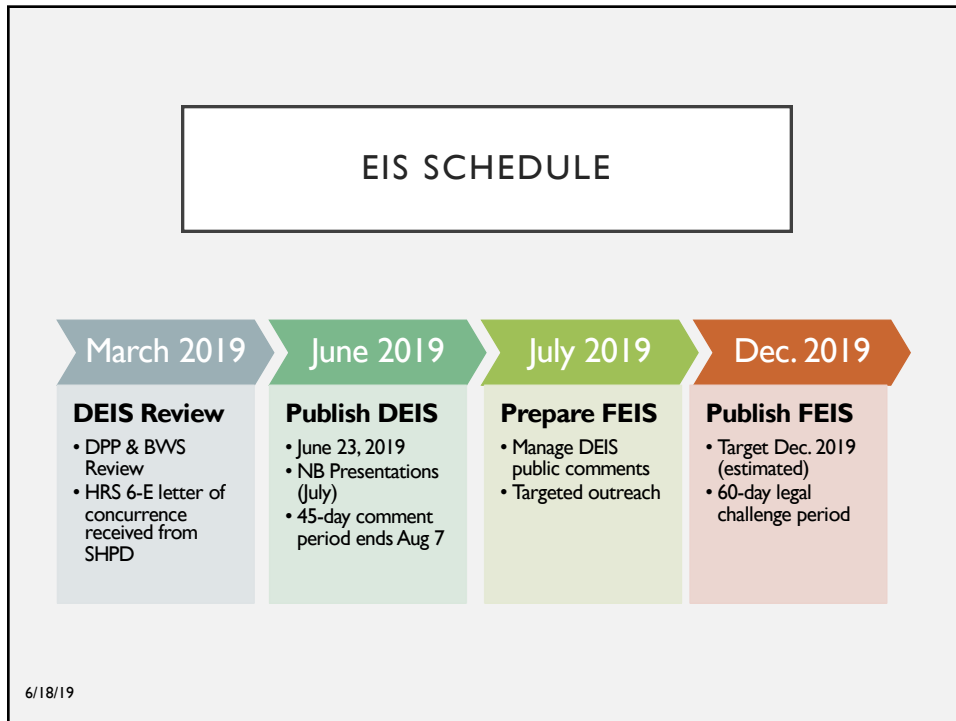 EIS SCHEDULE
March 2019
DEIS Review
• DPP & BWS
Review
• HRS 6-E letter of
concurrence
received from
SHPD
June 2019
Publish DEIS
• June 23, 2019
• NB Presentations
(July)
• 45-day comment
period ends Aug 7
July 2019
Prepare FEIS
• Manage DEIS
public comments
• Targeted outreach
Dec. 2019
Publish FEIS
• Target Dec. 2019
(estimated)
• 60-day legal
challenge period
6/18/19